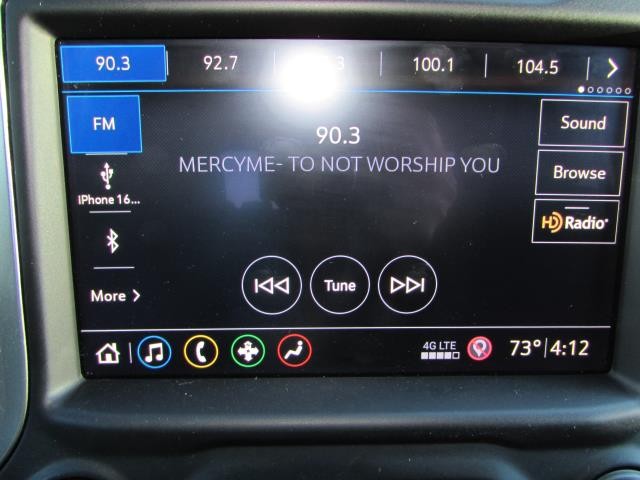 90.3 92.7 100.1 104.5
FM
90.3
Sound
MERCYME- TO NOT WORSHIP YOU
Browse
iPhone 16...
HD Radio
Tune
More
4G LTE 73° 4:12